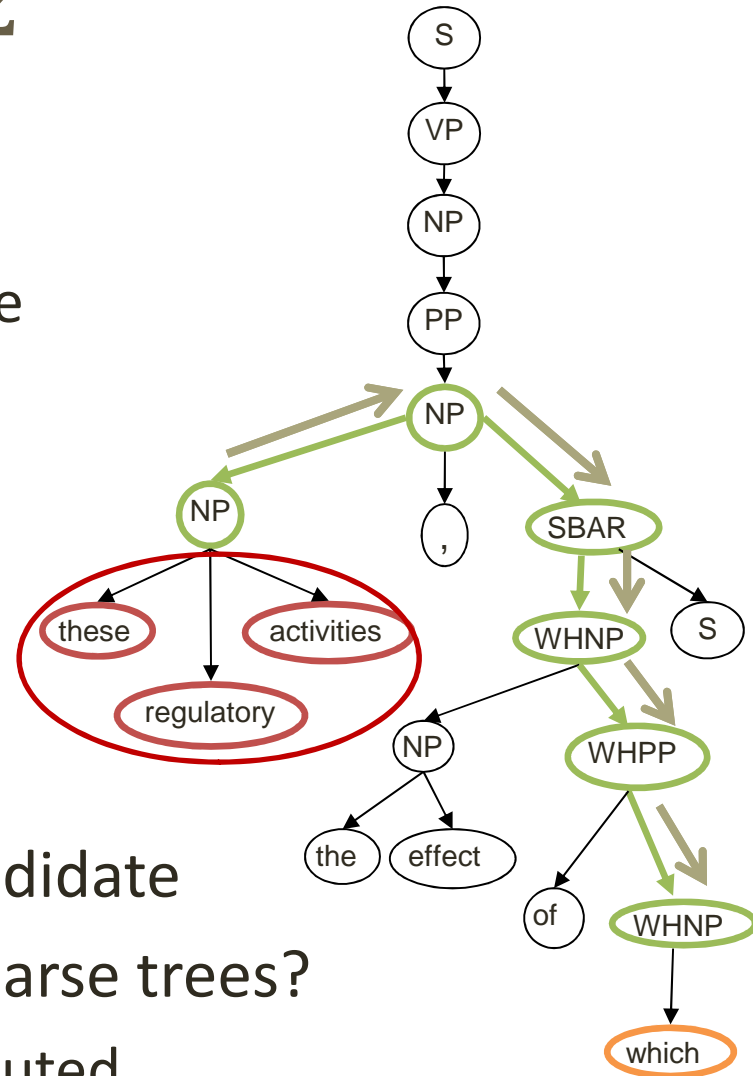 S
VP
NP
e
PP
NP
NP , SBAR
these activities WHNP S
regulatory
NP WHPP
the effect
didate
of WHNP
arse trees?
which
uted